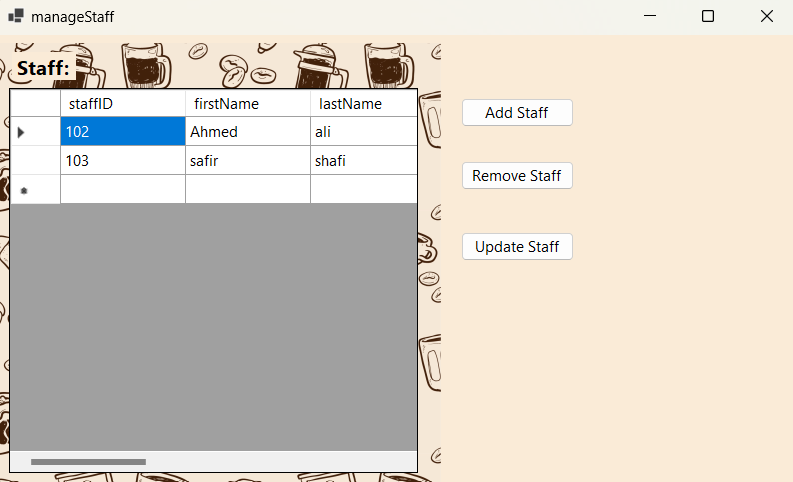 manageStaff
Staff:
staffID firstName lastName
102 Ahmed ali
103 safir shafi
Add Staff
Remove Staff
Update Staff